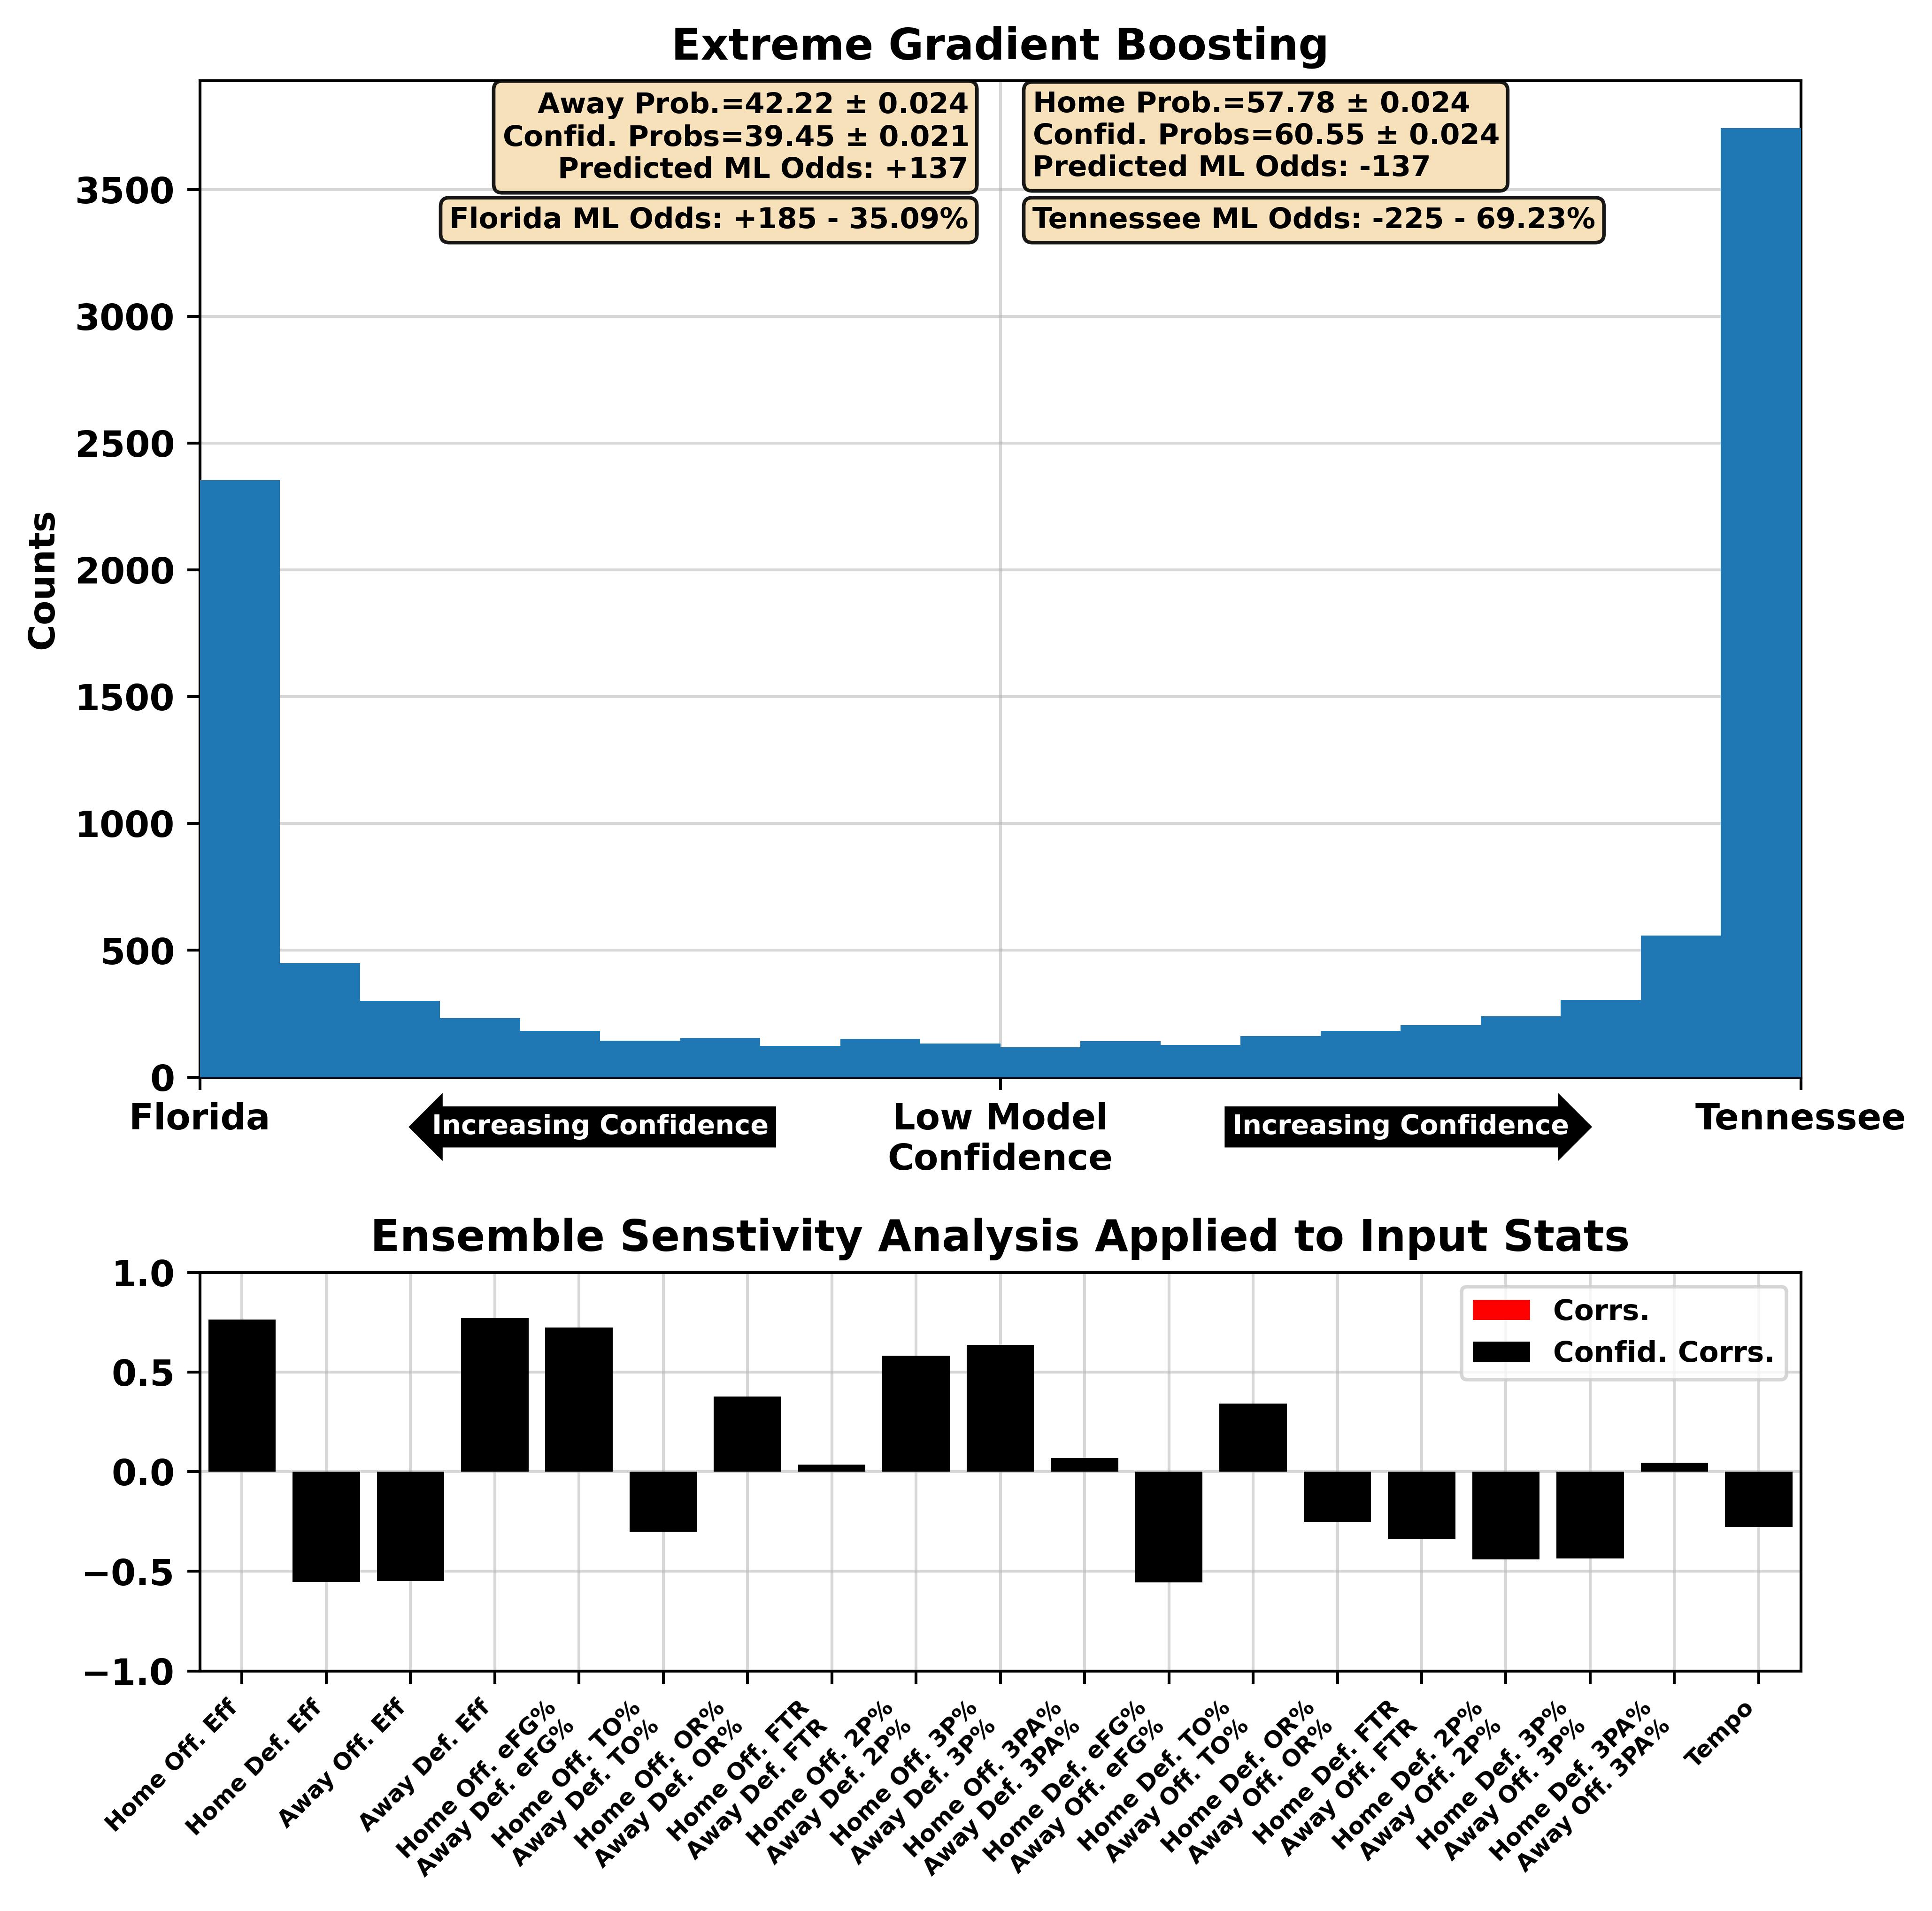 Extreme Gradient Boosting
Away Prob.=42.22 ± 0.024
Confid. Probs=39.45 ± 0.021
Predicted ML Odds: +137
Home Prob.=57.78 ± 0.024
Confid. Probs=60.55 ± 0.024
Predicted ML Odds: -137
Florida ML Odds: +185 - 35.09%
Tennessee ML Odds: -225 - 69.23%
Counts
3500
3000
2500
2000
1500
1000
500
0
Florida
Increasing Confidence
Low Model
Confidence
Increasing Confidence
Tennessee
Ensemble Senstivity Analysis Applied to Input Stats
1.0
0.5
0.0
−0.5
−1.0
Corrs.
Confid. Corrs.
Home Off. Eff
Home Def. Eff
Away Off. Eff
Away Def. Eff
Home Off. eFG%
Away Def. eFG%
Home Off. TO%
Away Def. TO%
Home Off. OR%
Away Def. OR%
Home Off. FTR
Away Def. FTR
Home Off. 2P%
Away Def. 2P%
Home Off. 3P%
Away Def. 3P%
Home Off. 3PA%
Away Def. 3PA%
Home Def. eFG%
Away Off. eFG%
Home Def. TO%
Away Off. TO%
Home Def. OR%
Away Off. OR%
Home Def. FTR
Away Off. FTR
Home Def. 2P%
Away Off. 2P%
Home Def. 3P%
Away Off. 3P%
Home Def. 3PA%
Away Off. 3PA%
Tempo